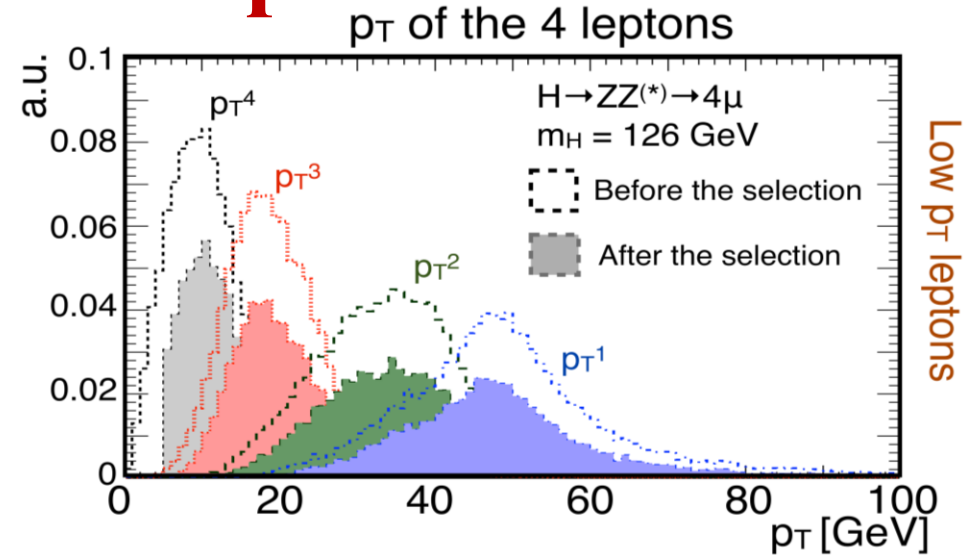 pT of the 4 leptons
a.u.
0.1
0.08
0.06
0.04
0.02
0
pT4
pT3
pT2
pT1
H→ZZ(*)→4μ
mH = 126 GeV
Before the selection
After the selection
0 20 40 60 80 100
pT [GeV]
Low pT leptons